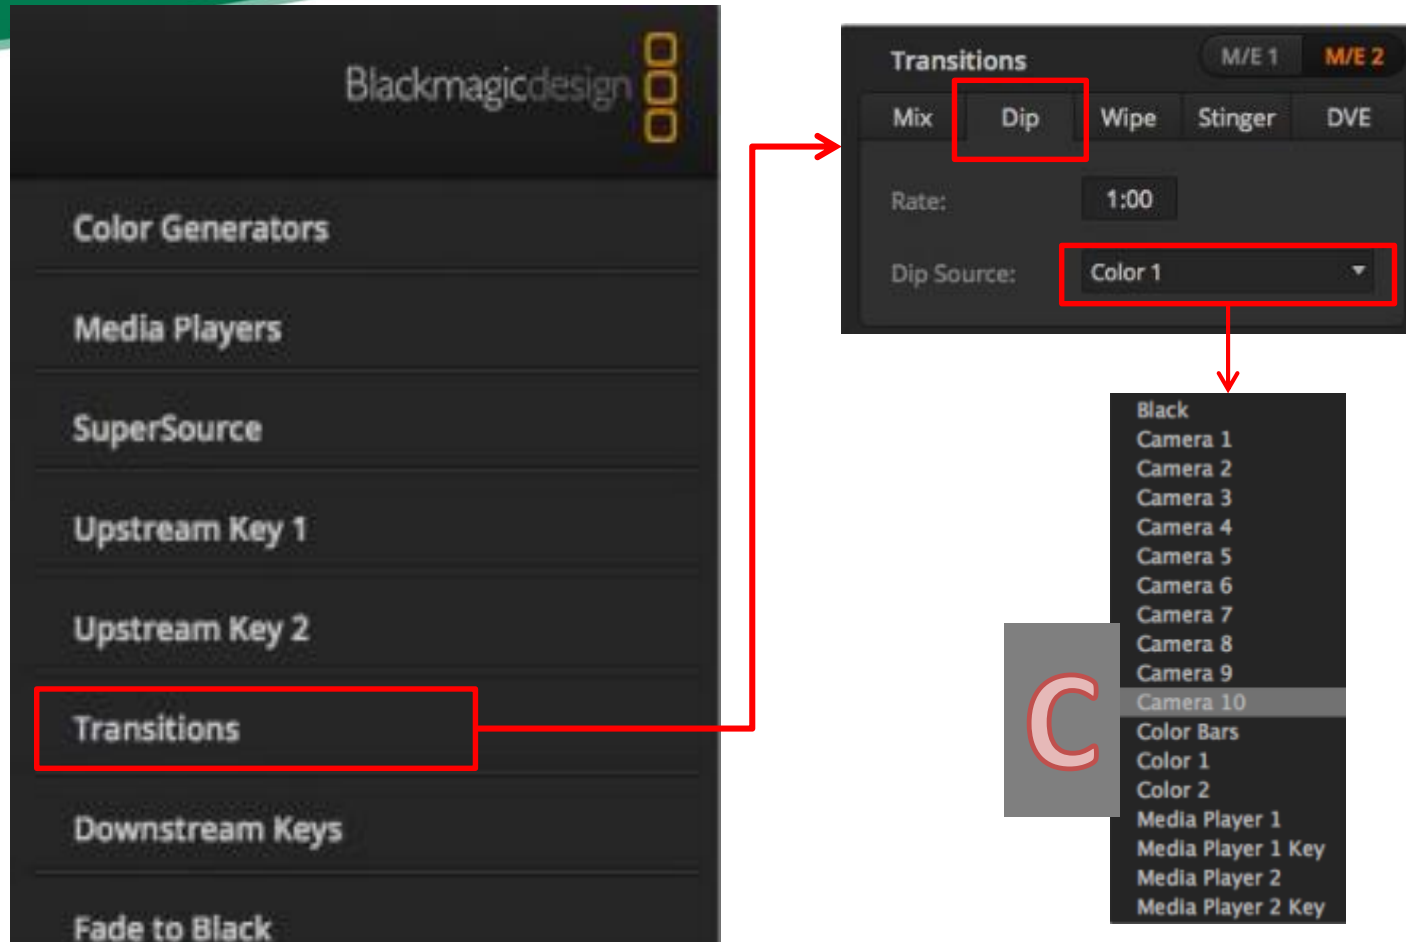 Blackmagicdesign
Color Generators
Media Players
SuperSource
Upstream Key 1
Upstream Key 2
Transitions
Downstream Keys
Fade to Black
Transitions M/E 1 M/E 2
Mix Dip Wipe Stinger DVE
Rate: 1:00
Dip Source: Color 1
Black
Camera 1
Camera 2
Camera 3
Camera 4
Camera 5
Camera 6
Camera 7
Camera 8
Camera 9
Camera 10
Color Bars
Color 1
Color 2
Media Player 1
Media Player 1 Key
Media Player 2
Media Player 2 Key
C